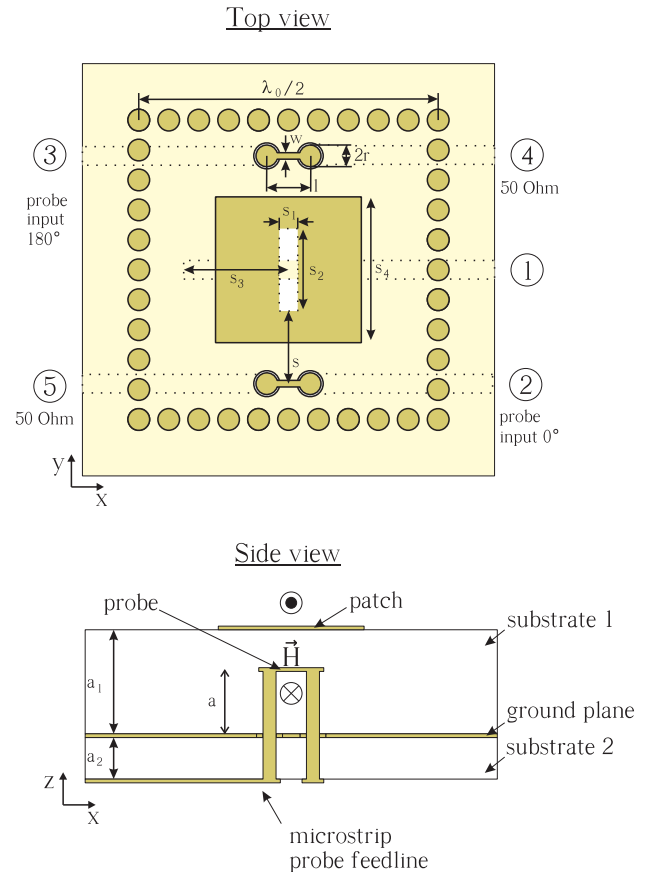 Top view
λ₀/2
③
w
④
2r
l
50 Ohm
probe
input
180°
s₁
s₃
s₂
s₄
①
s
⑤
50 Ohm
②
probe
input 0°
y
x
Side view
probe
patch
substrate 1
H⃗
a₁
a
ground plane
a₂
substrate 2
z
x
microstrip
probe feedline